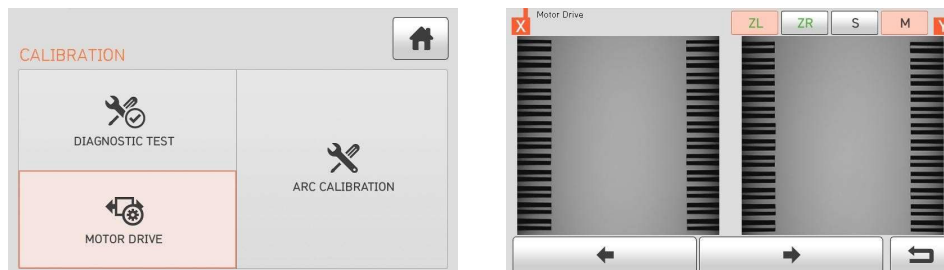 CALIBRATION
DIAGNOSTIC TEST
MOTOR DRIVE
ARC CALIBRATION
X
Motor Drive
ZL
ZR
S
M
Y